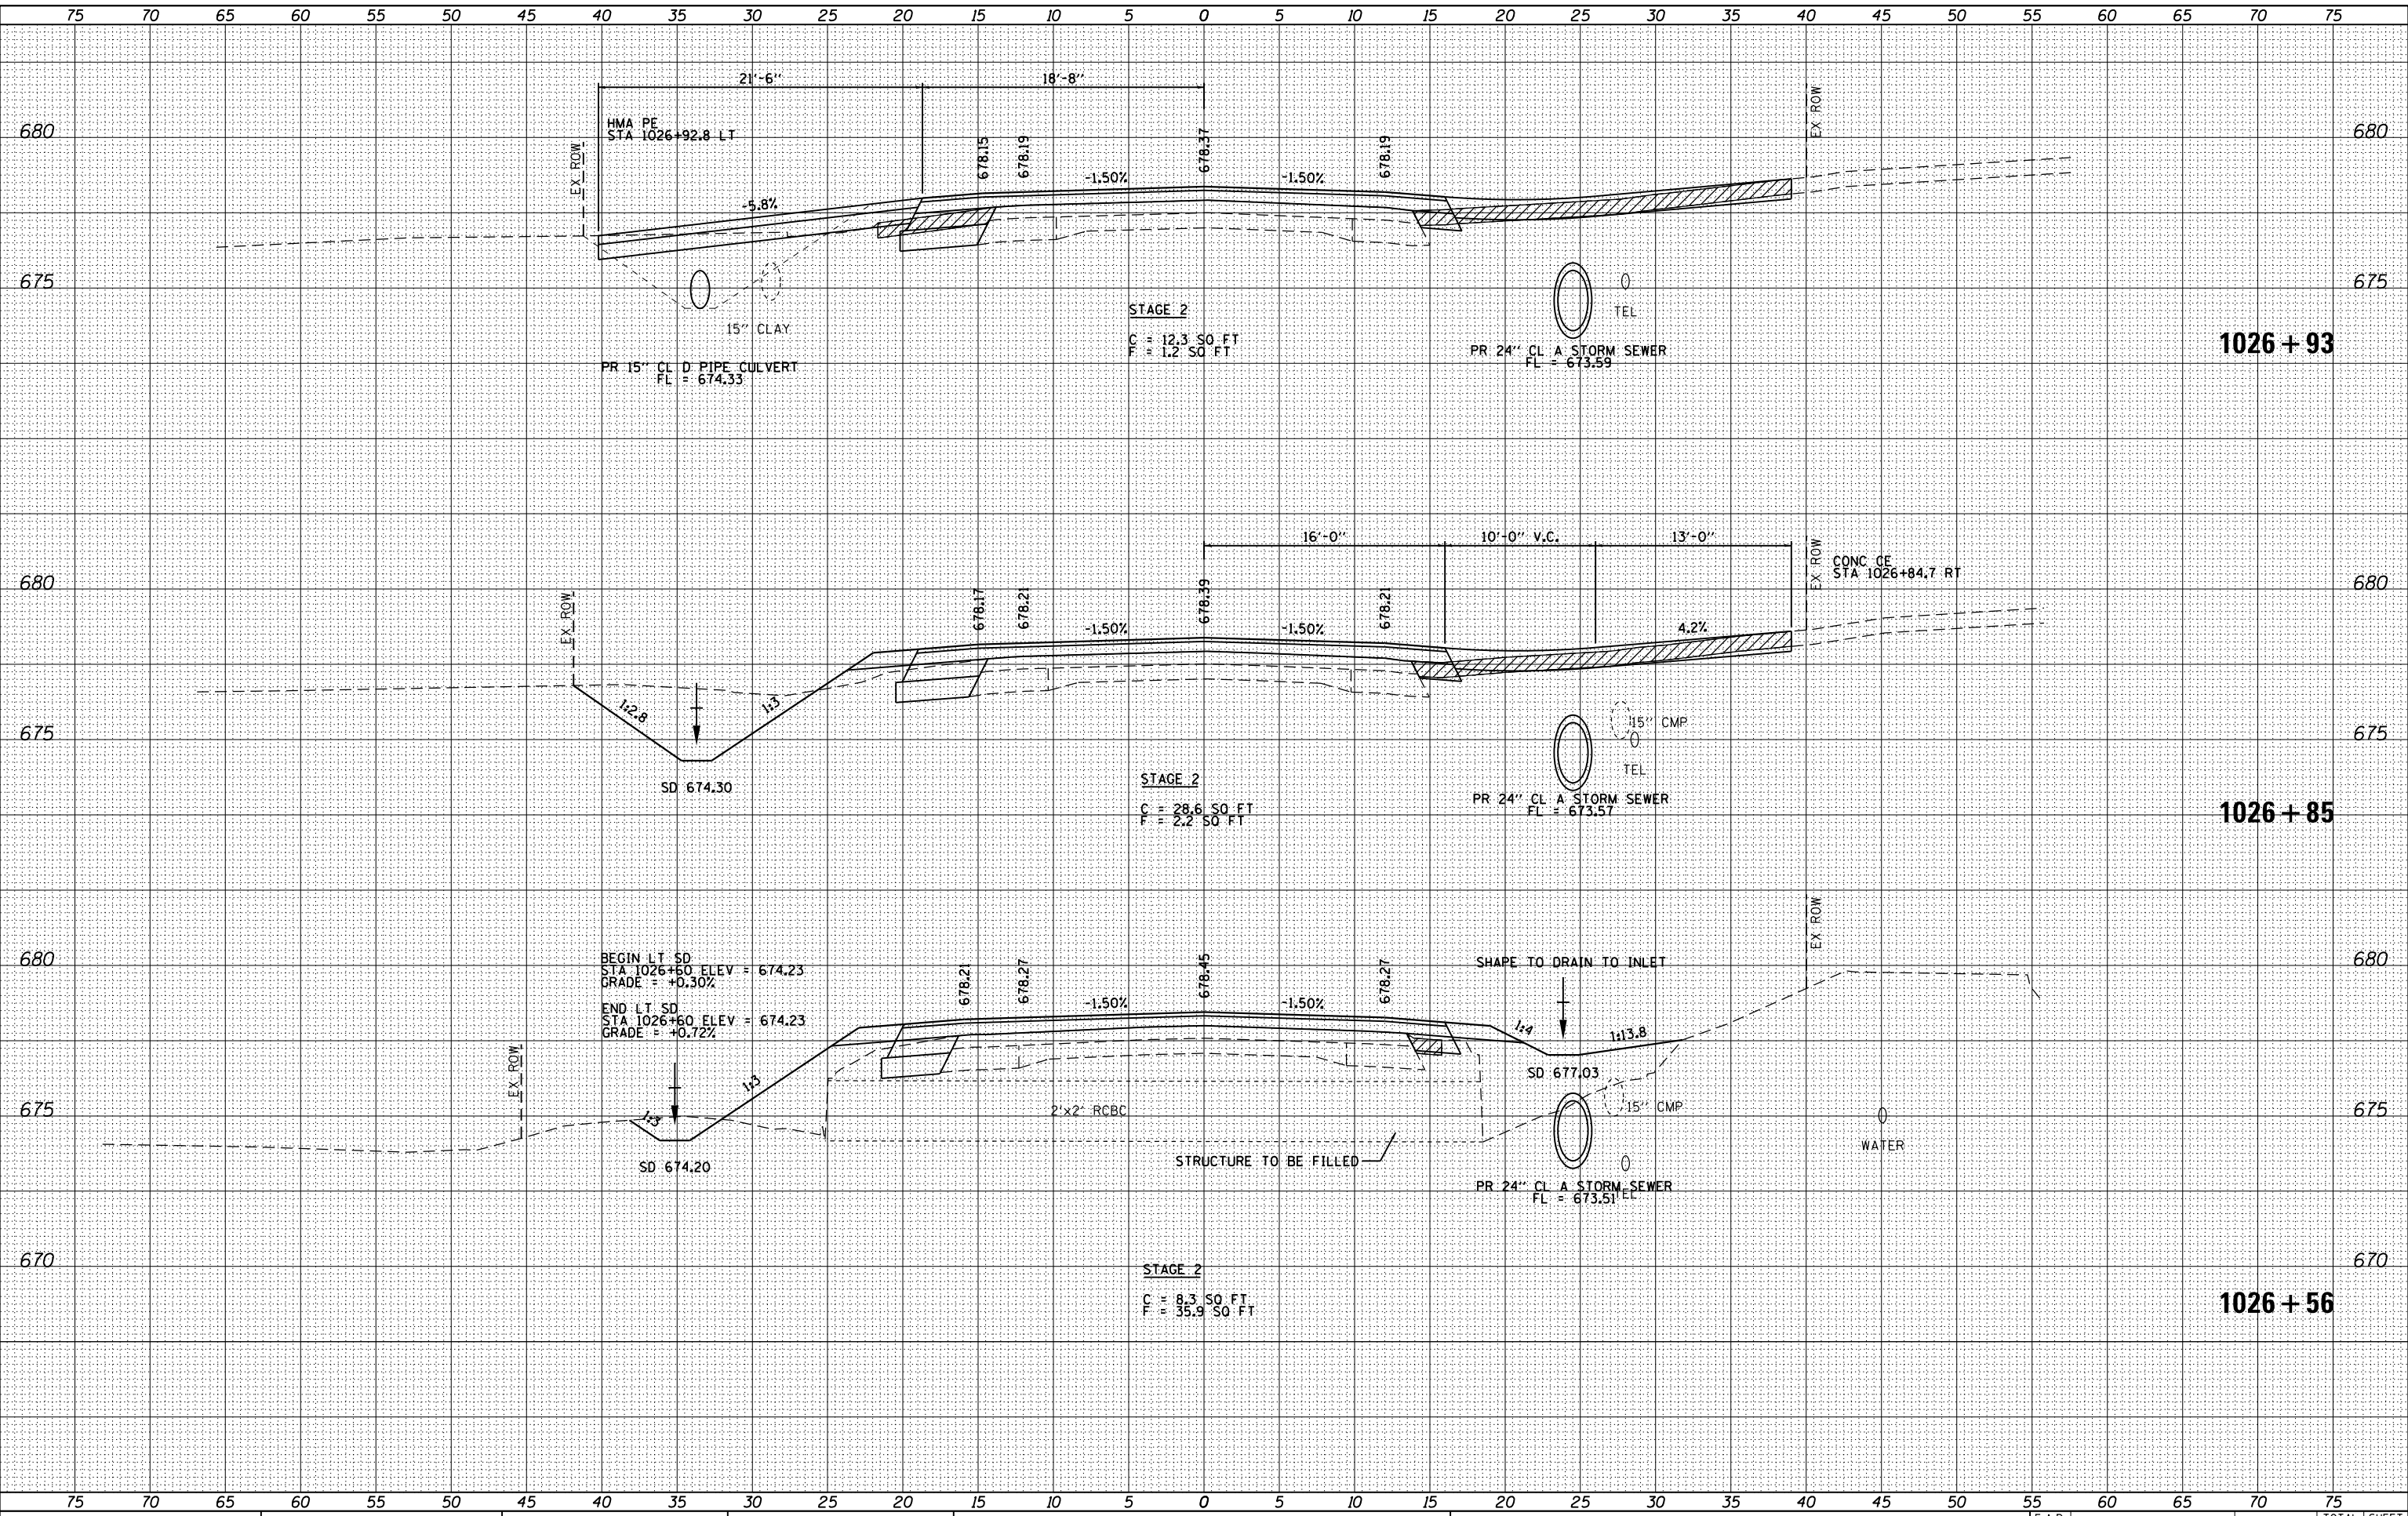 75 70 65 60 55 50 45 40 35 30 25 20 15 10 5 0 5 10 15 20 25 30 35 40 45 50 55 60 65 70 75
21'-6"
18'-8"
HMA PE
STA 1026+92.8 LT
680
680
EX ROW
678.15
678.19
678.37
678.19
EX ROW
-5.8%
-1.50%
-1.50%
675
675
15" CLAY
PR 15" CL D PIPE CULVERT
FL = 674.33
STAGE 2
C = 12.3 SQ FT
F = 1.2 SQ FT
TEL
PR 24" CL A STORM SEWER
FL = 673.59
1026+93
16'-0"
10'-0" V.C.
13'-0"
CONC CE
STA 1026+84.7 RT
680
680
EX ROW
678.17
678.21
678.39
678.21
EX ROW
-1.50%
-1.50%
4.2%
1:2.8
1:3
675
675
15" CMP
TEL
SD 674.30
STAGE 2
C = 28.6 SQ FT
F = 2.2 SQ FT
PR 24" CL A STORM SEWER
FL = 673.57
1026+85
680
680
BEGIN LT SD
STA 1026+60 ELEV = 674.23
GRADE = +0.30%
END LT SD
STA 1026+60 ELEV = 674.23
GRADE = +0.72%
EX ROW
678.21
678.27
678.45
678.27
SHAPE TO DRAIN TO INLET
EX ROW
-1.50%
-1.50%
1:4
1:13.8
1:3
1:3
SD 677.03
675
675
2'x2' RCBC
15" CMP
WATER
SD 674.20
STRUCTURE TO BE FILLED
PR 24" CL A STORM SEWER
FL = 673.51
TEL
670
670
STAGE 2
C = 8.3 SQ FT
F = 35.9 SQ FT
1026+56
75 70 65 60 55 50 45 40 35 30 25 20 15 10 5 0 5 10 15 20 25 30 35 40 45 50 55 60 65 70 75